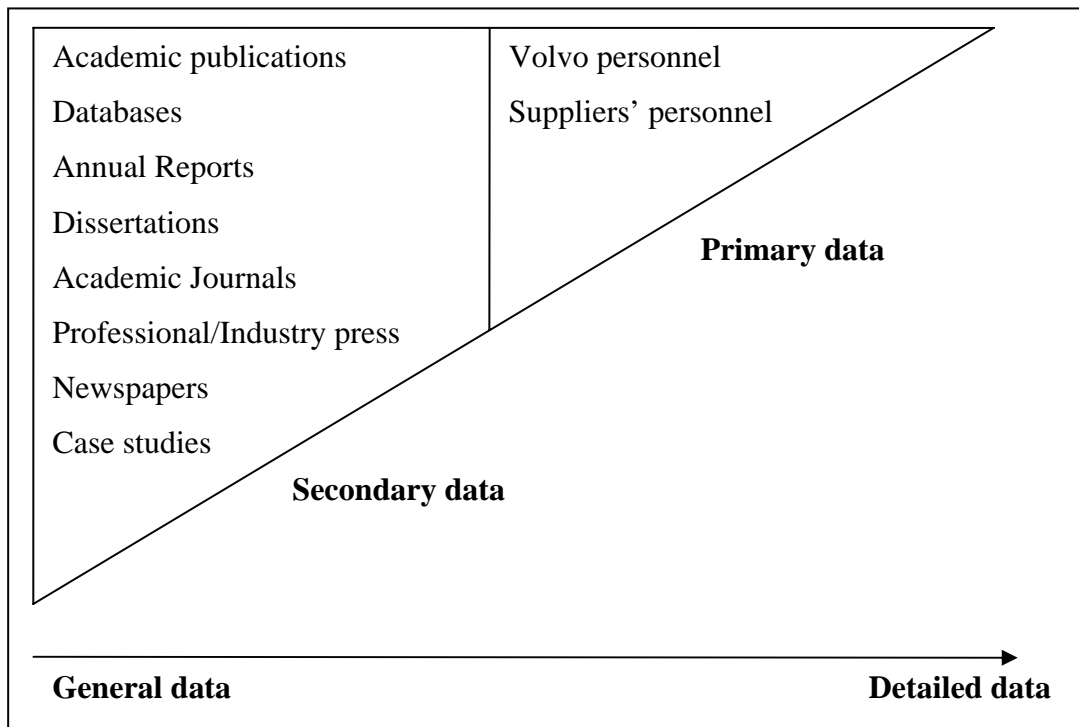 Academic publications
Databases
Annual Reports
Dissertations
Academic Journals
Professional/Industry press
Newspapers
Case studies
Volvo personnel
Suppliers’ personnel
Primary data
Secondary data
General data
Detailed data